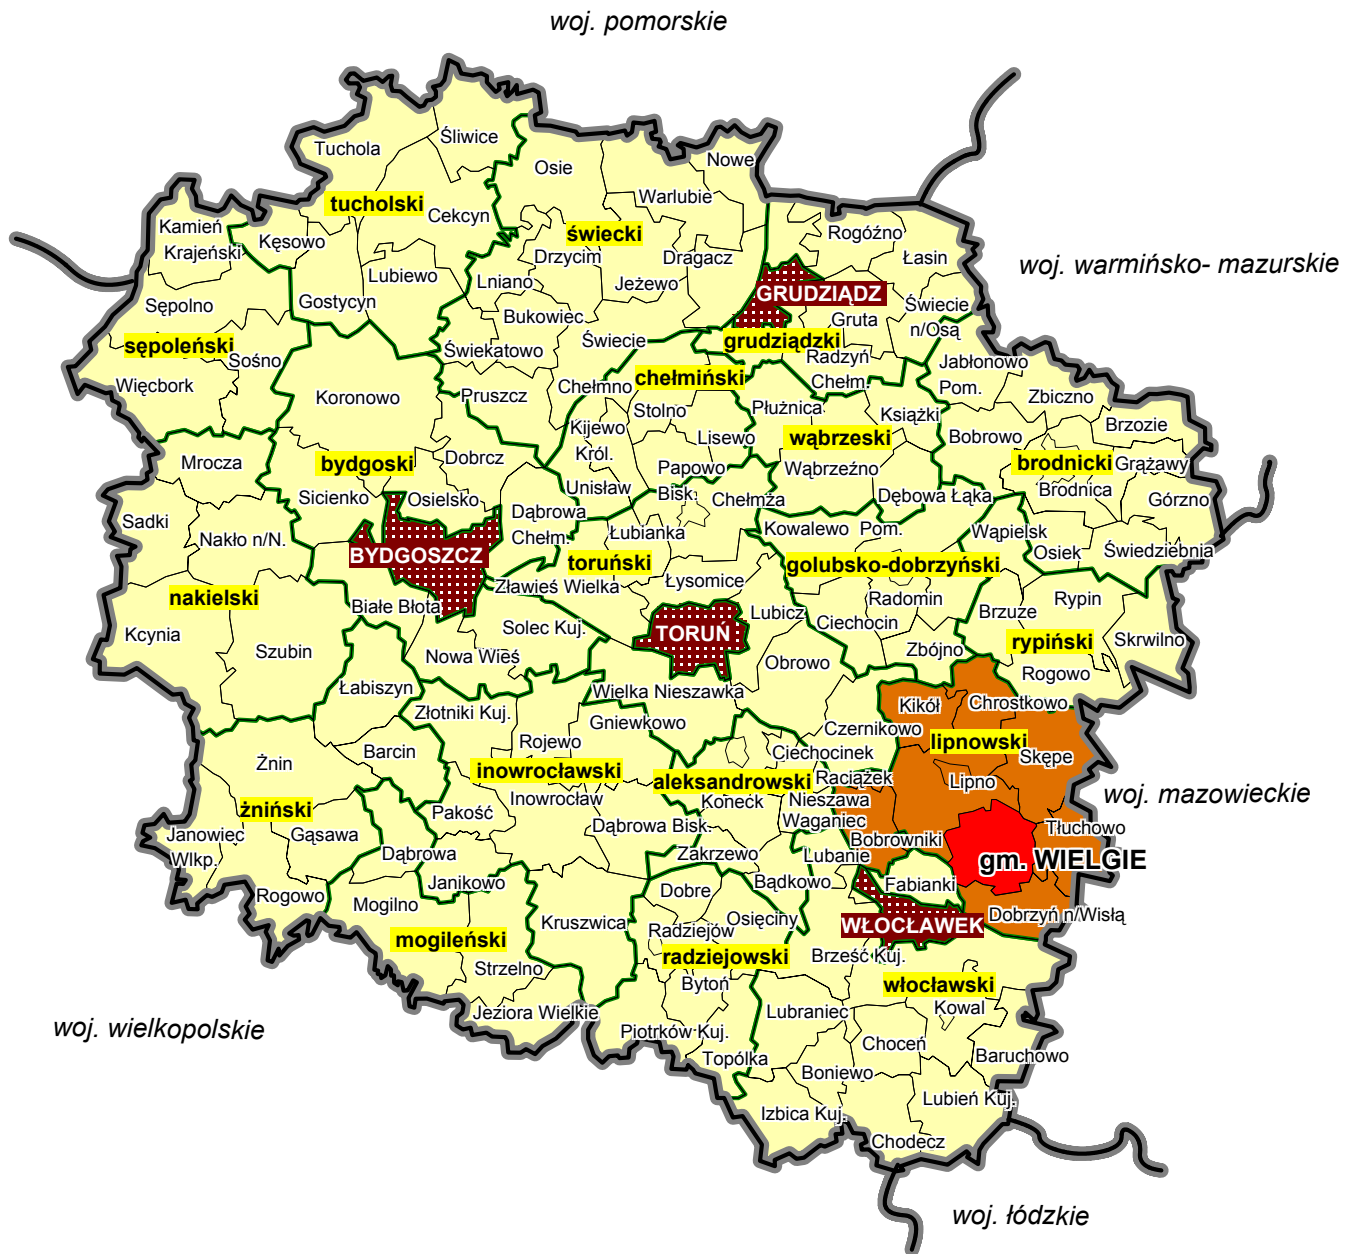 woj. pomorskie
Śliwice
Tuchola
Nowe
Osie
Warlubie
tucholski
Cekcyn
Kamień
Krajeński
Kęsowo
świecki
Rogóźno
Drzycim
Dragacz
Łasin
woj. warmińsko- mazurskie
Lubiewo
Lniano
Jeżewo
GRUDZIĄDZ
Gostycyn
Sępolno
Bukowiec
Świecie
n/Osą
Gruta
sępoleński
Sośno
Świekatowo
Świecie
grudziądzki
Radzyń
Chełm.
Jabłonowo
Pom.
Więcbork
Koronowo
Pruszcz
Chełmno
chełmiński
Zbiczno
Stolno
Płużnica
Książki
Brzozie
Kijewo
Król.
Lisewo
wąbrzeski
Bobrowo
Mrocza
bydgoski
Dobrcz
Papowo
Bisk.
Wąbrzeźno
brodnicki
Grążawy
Sicienko
Osielsko
Unisław
Chełmża
Dębowa Łąka
Brodnica
Górzno
Sadki
Nakło n/N.
Dąbrowa
Chełm.
Łubianka
Kowalewo Pom.
Wąpielsk
Osiek
Świedziebnia
BYDGOSZCZ
toruński
golubsko-dobrzyński
nakielski
Białe Błota
Zławieś Wielka
Łysomice
Radomin
Brzuze
Rypin
Kcynia
Szubin
Solec Kuj.
TORUŃ
Lubicz
Ciechocin
Zbójno
rypiński
Skrwilno
Nowa Wieś
Obrowo
Rogowo
Łabiszyn
Wielka Nieszawka
Kikół
Chrostkowo
Złotniki Kuj.
Gniewkowo
Czernikowo
lipnowski
Żnin
Barcin
Rojewo
Ciechocinek
Skępe
inowrocławski
aleksandrowski
Raciążek
Lipno
woj. mazowieckie
żniński
Pakość
Inowrocław
Koneck
Nieszawa
Waganiec
Janowiec
Wlkp.
Gąsawa
Dąbrowa Bisk.
Bobrowniki
Tłuchowo
Dąbrowa
Zakrzewo
Lubanie
gm. WIELGIE
Rogowo
Mogilno
Janikowo
Dobre
Bądkowo
Fabianki
Kruszwica
Osięciny
WŁOCŁAWEK
Dobrzyń n/Wisłą
mogileński
Radziejów
radziejowski
Brześć Kuj.
Strzelno
Bytoń
włocławski
woj. wielkopolskie
Jeziora Wielkie
Piotrków Kuj.
Lubraniec
Kowal
Topólka
Choceń
Baruchowo
Boniewo
Izbica Kuj.
Lubień Kuj.
Chodecz
woj. łódzkie